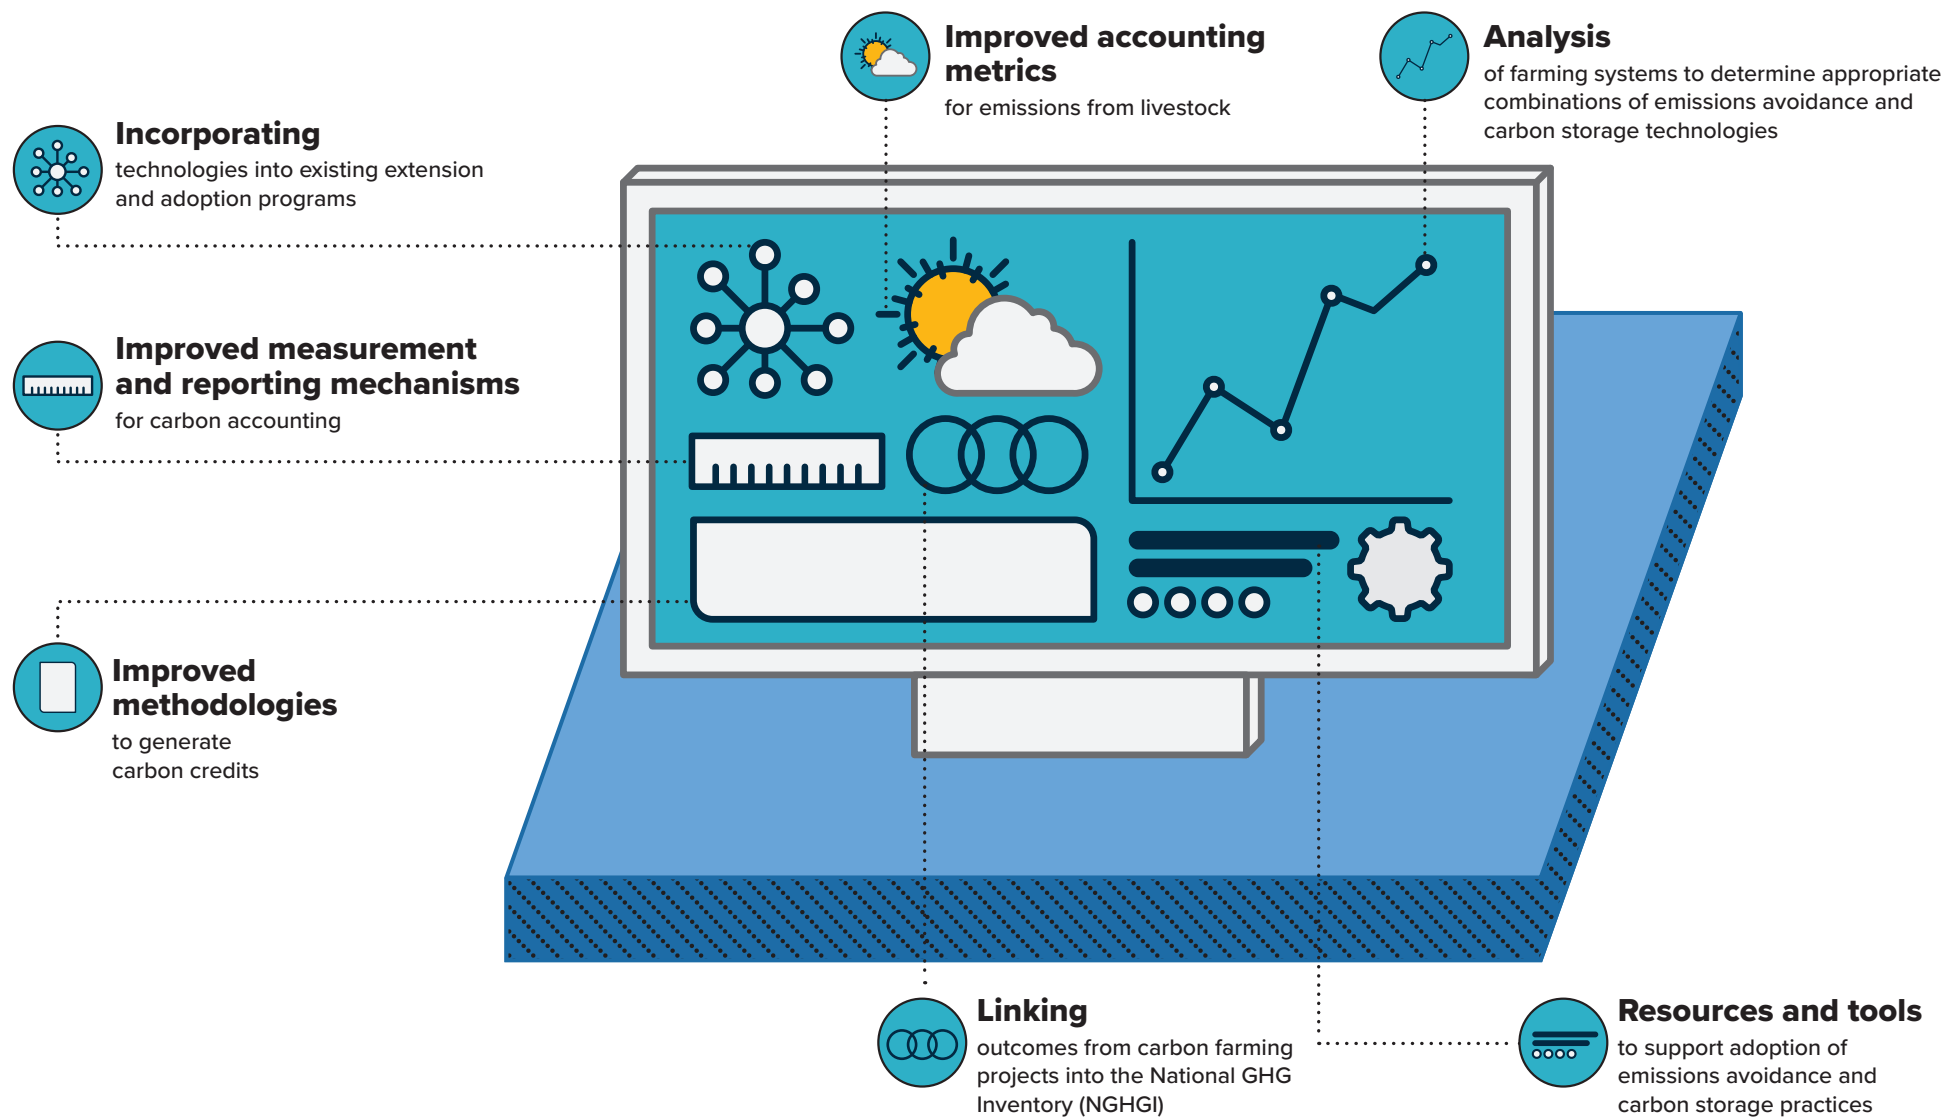 Improved accounting
metrics
for emissions from livestock
Analysis
of farming systems to determine appropriate
combinations of emissions avoidance and
carbon storage technologies
Incorporating
technologies into existing extension
and adoption programs
Improved measurement
and reporting mechanisms
for carbon accounting
Improved
methodologies
to generate
carbon credits
Linking
outcomes from carbon farming
projects into the National GHG
Inventory (NGHGI)
Resources and tools
to support adoption of
emissions avoidance and
carbon storage practices